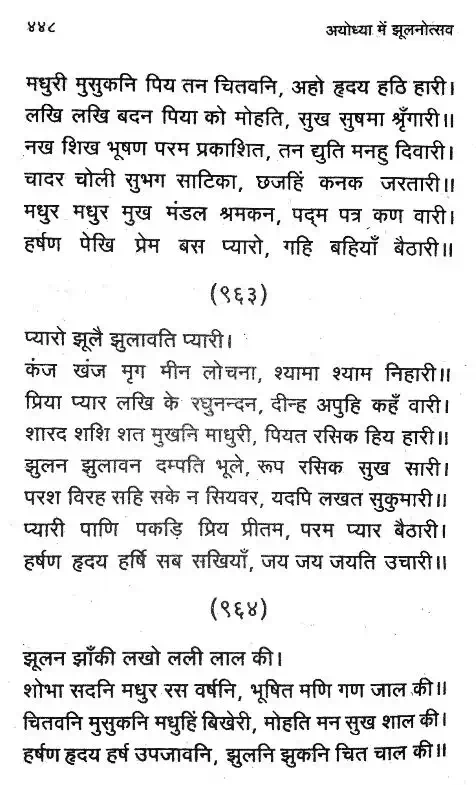 ४४८ अयोध्या में झूलनोत्सव
मधुरी मुसुकनि पिय तन चितवनि, अहो हृदय हठि हारी।
लखि लखि बदन पिया को मोहति, सुख सुषमा श्रृँगारी॥
नख शिख भूषण परम प्रकाशित, तन द्युति मनहु दिवारी।
चादर चोली सुभग साटिका, छजहिं कनक जरतारी॥
मधुर मधुर मुख मंडल श्रमकन, पद्म पत्र कण वारी।
हर्षण पेखि प्रेम बस प्यारो, गहि बहियाँ बैठारी॥
(९६३)
प्यारो झूलै झुलावति प्यारी।
कंज खंज मृग मीन लोचना, श्यामा श्याम निहारी॥
प्रिया प्यार लखि के रघुनन्दन, दीन्ह अपुहि कहँ वारी।
शारद शशि शत मुखनि माधुरी, पियत रसिक हिय हारी॥
झुलन झुलावन दम्पति भूले, रूप रसिक सुख सारी।
परश विरह सहि सके न सियवर, यदपि लखत सुकुमारी॥
प्यारी पाणि पकड़ि प्रिय प्रीतम, परम प्यार बैठारी।
हर्षण हृदय हर्षि सब सखियाँ, जय जय जयति उचारी॥
(९६४)
झूलन झाँकी लखो लली लाल की।
शोभा सदनि मधुर रस वर्षनि, भूषित मणि गण जाल की॥
चितवनि मुसुकनि मधुहिं बिखेरी, मोहति मन सुख शाल की।
हर्षण हृदय हर्ष उपजावनि, झुलनि झुकनि चित चाल की॥